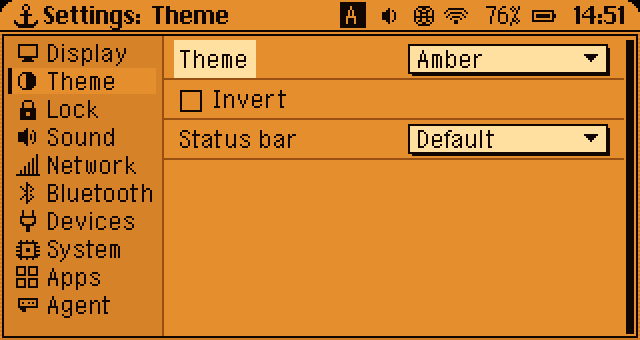 Settings: Theme A 76% 14:51
Display
Theme
Lock
Sound
Network
Bluetooth
Devices
System
Apps
Agent
Theme Amber
Invert
Status bar Default